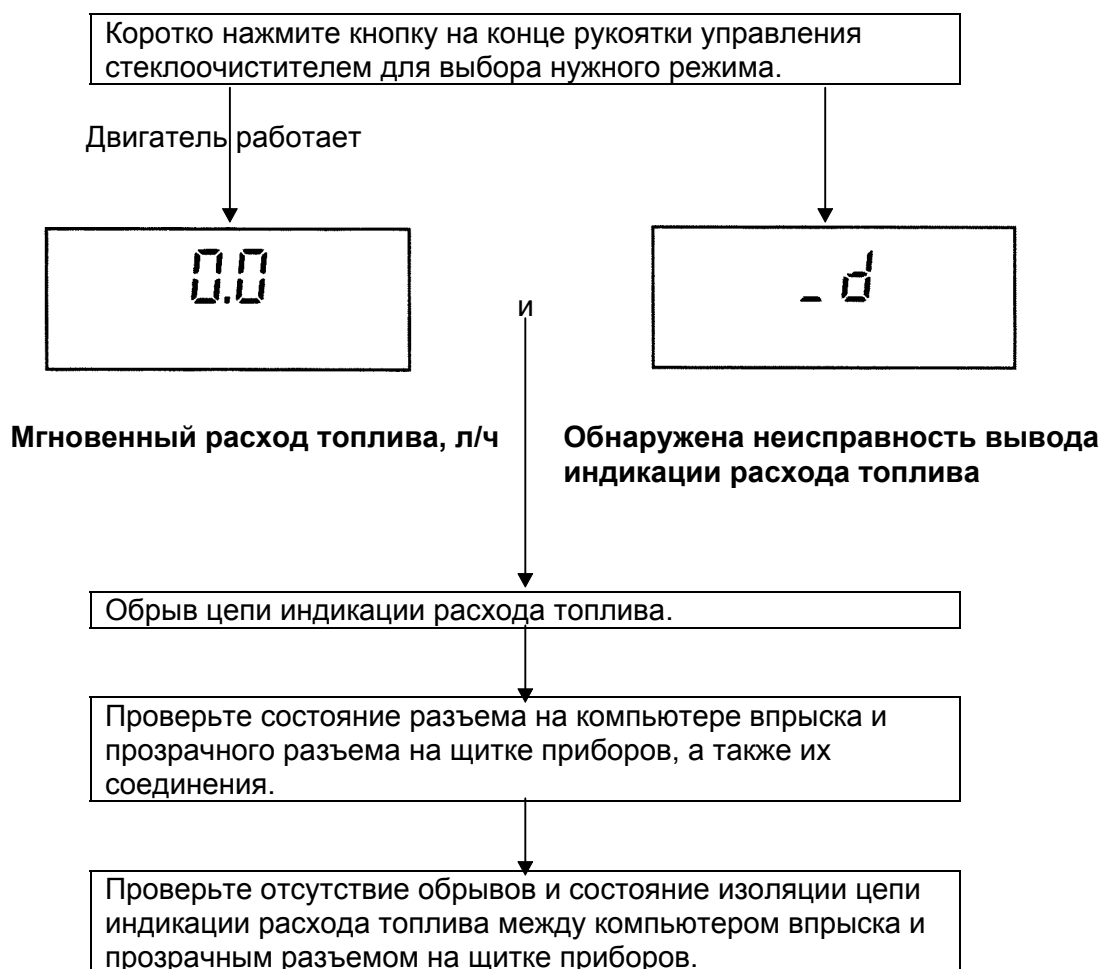 Коротко нажмите кнопку на конце рукоятки управления
стеклоочистителем для выбора нужного режима.
Двигатель работает
0.0
и
_ d
Мгновенный расход топлива, л/ч
Обнаружена неисправность вывода
индикации расхода топлива
Обрыв цепи индикации расхода топлива.
Проверьте состояние разъема на компьютере впрыска и
прозрачного разъема на щитке приборов, а также их
соединения.
Проверьте отсутствие обрывов и состояние изоляции цепи
индикации расхода топлива между компьютером впрыска и
прозрачным разъемом на щитке приборов.